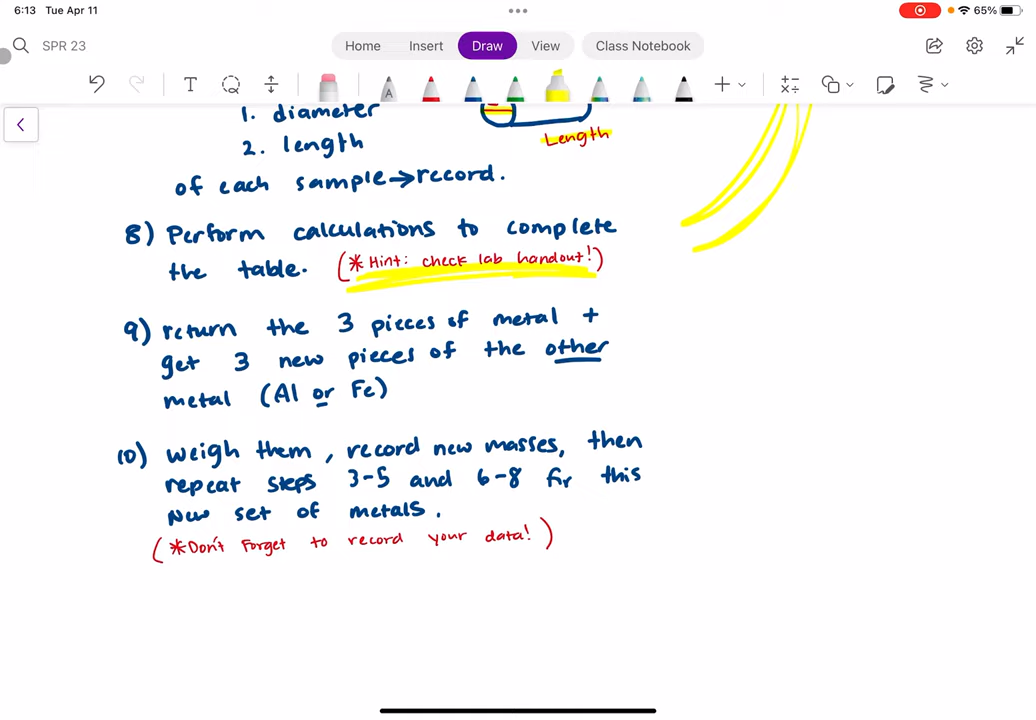 6:13 Tue Apr 11
65%
SPR 23
Home Insert Draw View Class Notebook
T
A
1. diameter
2. length
Length
of each sample→record.
8) Perform calculations to complete
the table. (*Hint: check lab handout!)
9) return the 3 pieces of metal +
get 3 new pieces of the other
metal (Al or Fe)
10) weigh them, record new masses, then
repeat steps 3-5 and 6-8 for this
new set of metals.
(*Don't Forget to record your data!)